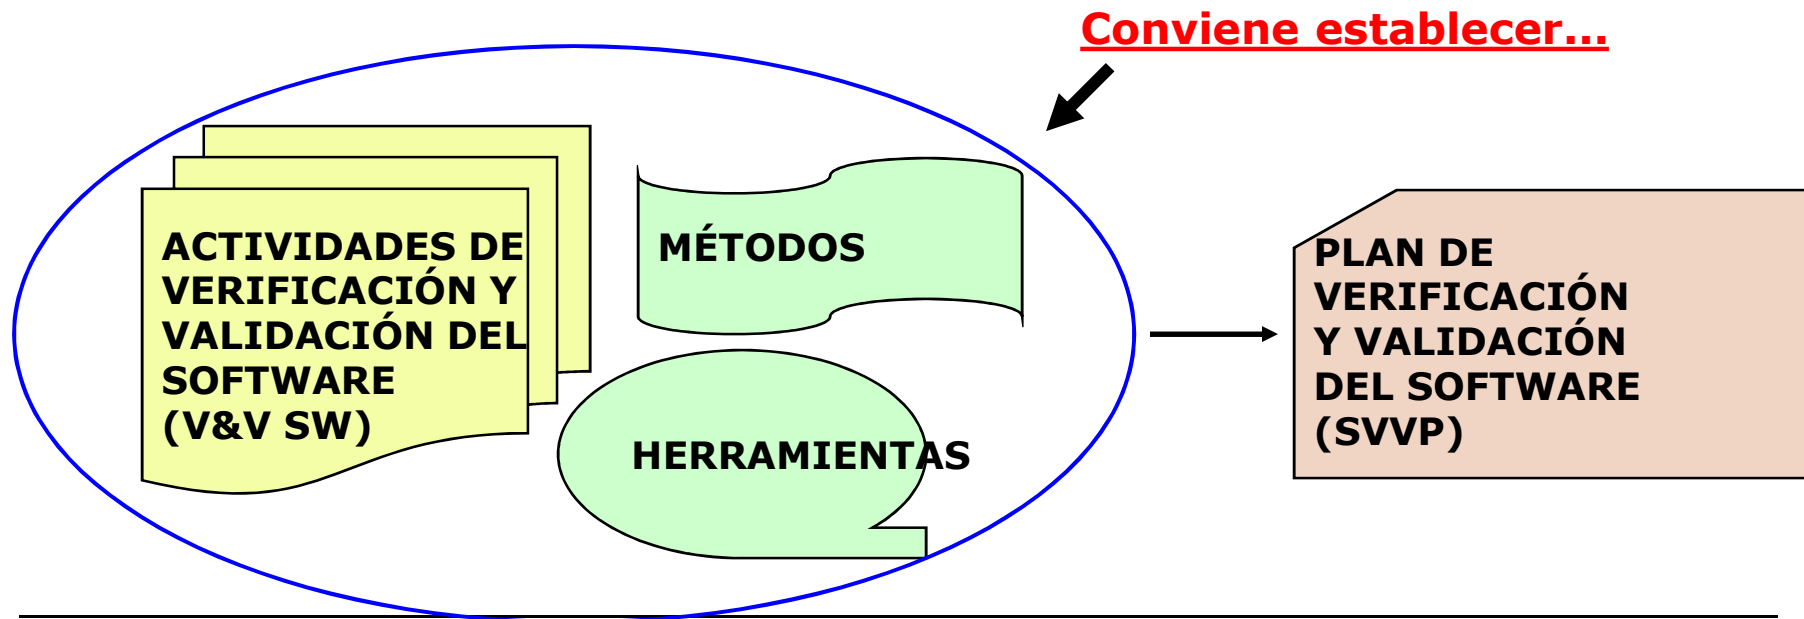 Conviene establecer...
ACTIVIDADES DE
VERIFICACIÓN Y
VALIDACIÓN DEL
SOFTWARE
(V&V SW)
MÉTODOS
HERRAMIENTAS
PLAN DE
VERIFICACIÓN
Y VALIDACIÓN
DEL SOFTWARE
(SVVP)